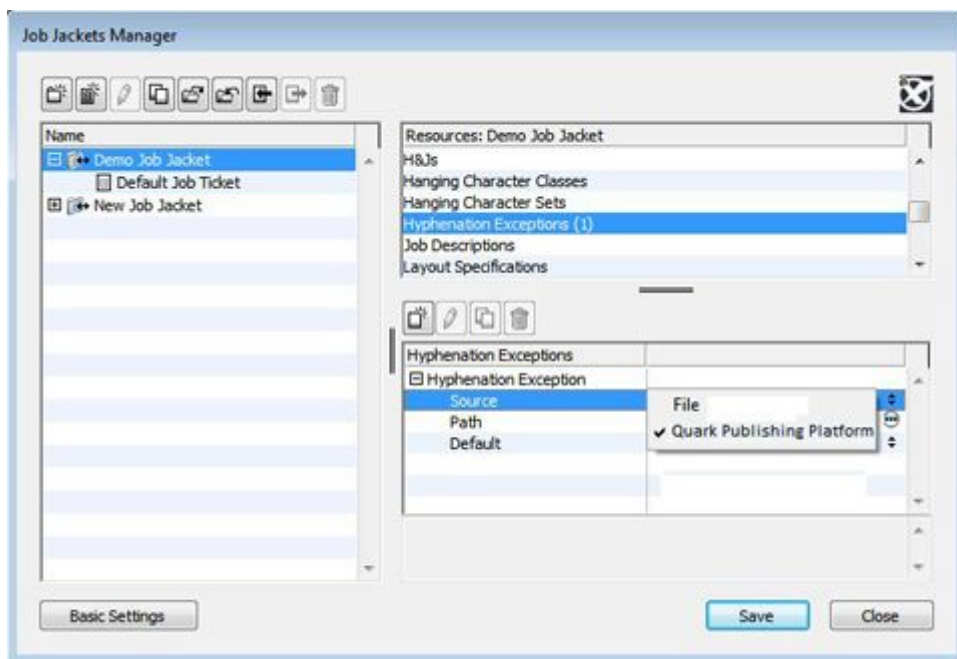 Job Jackets Manager
Name
Demo Job Jacket
Default Job Ticket
New Job Jacket
Resources: Demo Job Jacket
H&Js
Hanging Character Classes
Hanging Character Sets
Hyphenation Exceptions (1)
Job Descriptions
Layout Specifications
Hyphenation Exceptions
Hyphenation Exception
Source
File
Path
Quark Publishing Platform
Default
Basic Settings
Save
Close